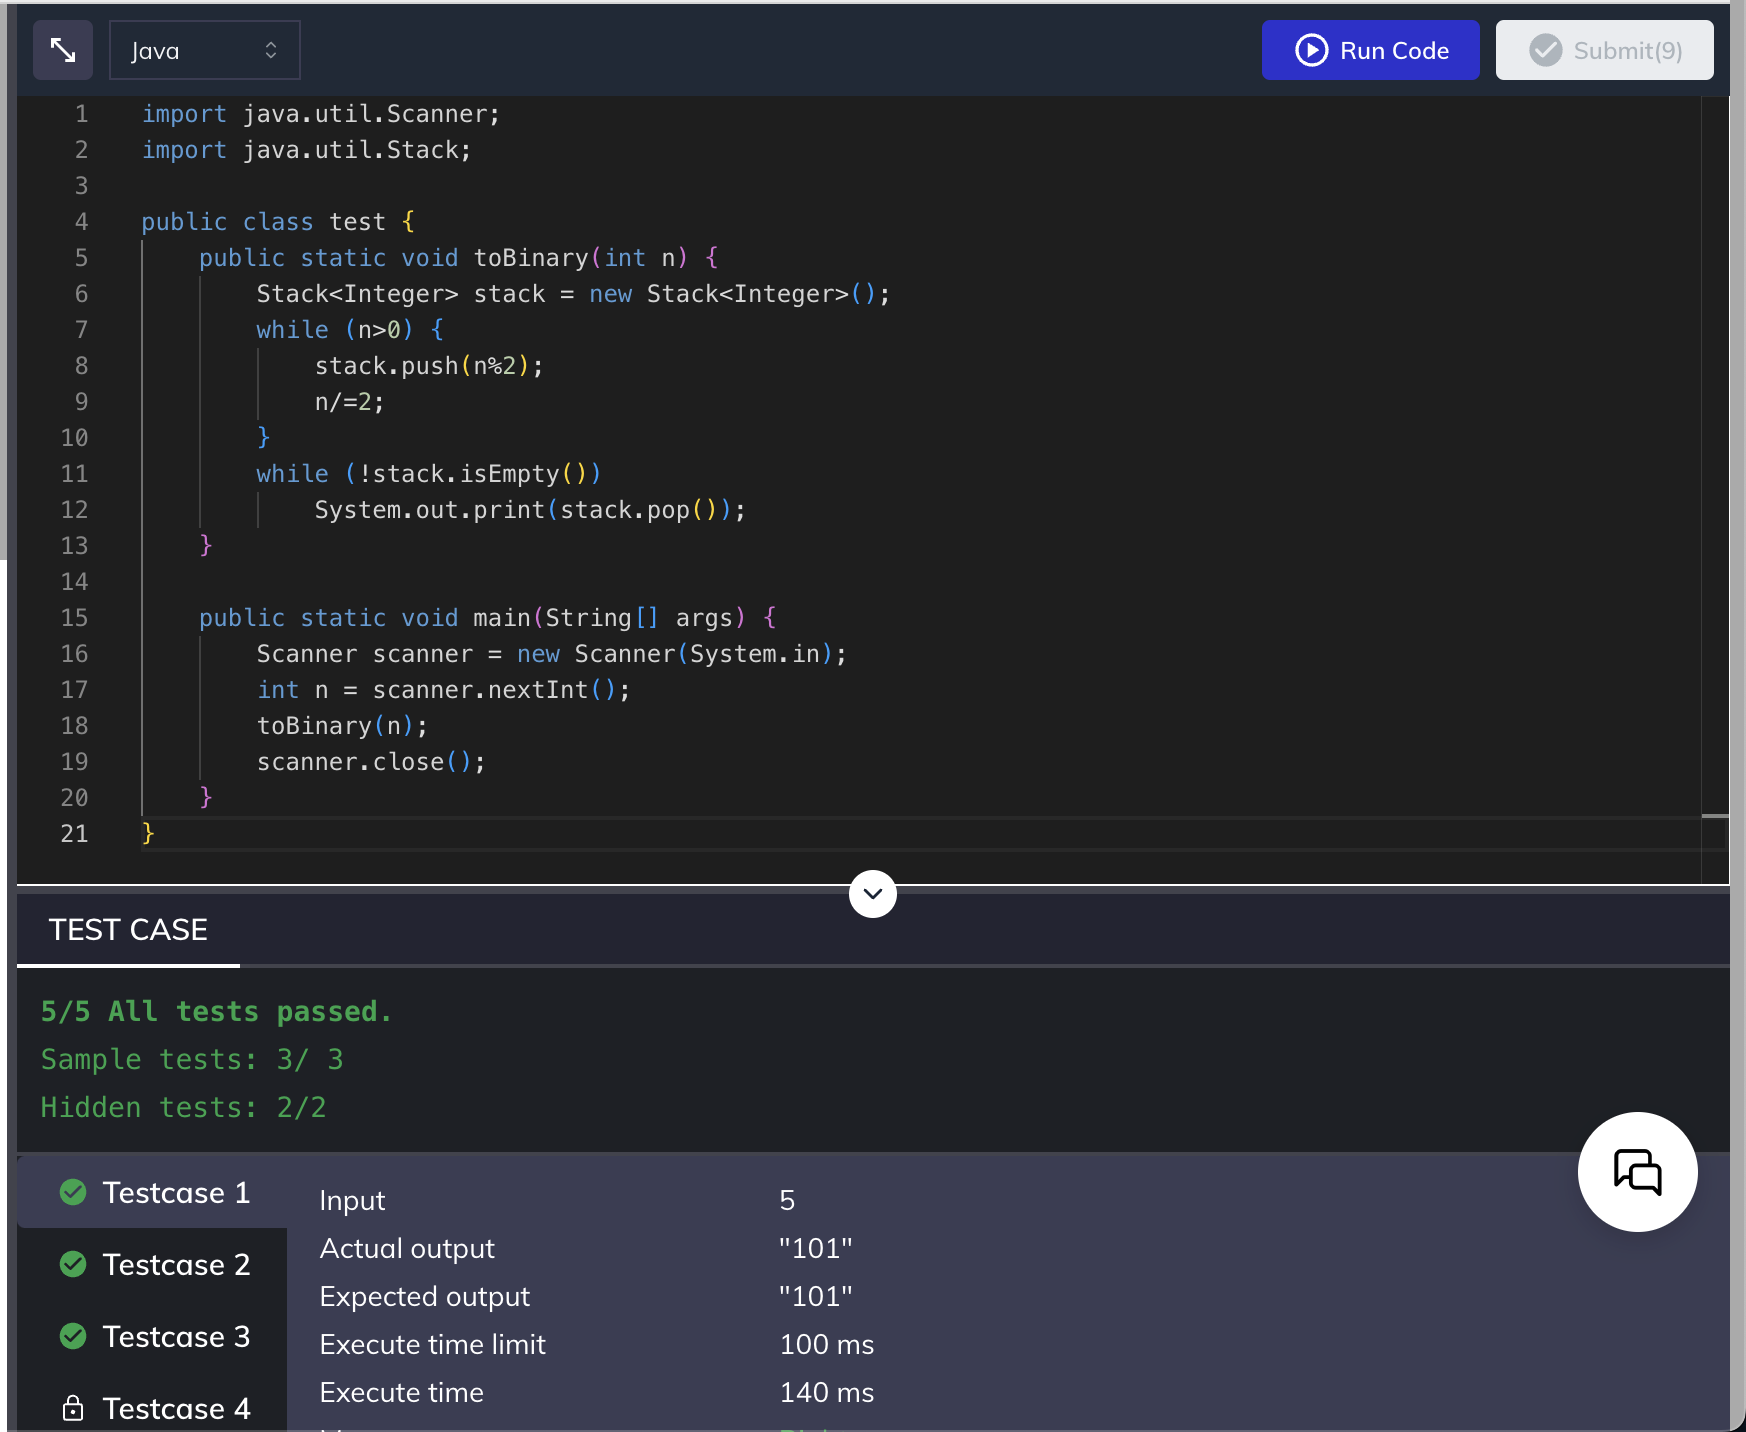 Java
Run Code
Submit(9)
1 import java.util.Scanner;
2 import java.util.Stack;
3
4 public class test {
5     public static void toBinary(int n) {
6         Stack<Integer> stack = new Stack<Integer>();
7         while (n>0) {
8             stack.push(n%2);
9             n/=2;
10         }
11         while (!stack.isEmpty())
12             System.out.print(stack.pop());
13     }
14
15     public static void main(String[] args) {
16         Scanner scanner = new Scanner(System.in);
17         int n = scanner.nextInt();
18         toBinary(n);
19         scanner.close();
20     }
21 }
TEST CASE
5/5 All tests passed.
Sample tests: 3/ 3
Hidden tests: 2/2
Testcase 1
Testcase 2
Testcase 3
Testcase 4
Input 5
Actual output "101"
Expected output "101"
Execute time limit 100 ms
Execute time 140 ms